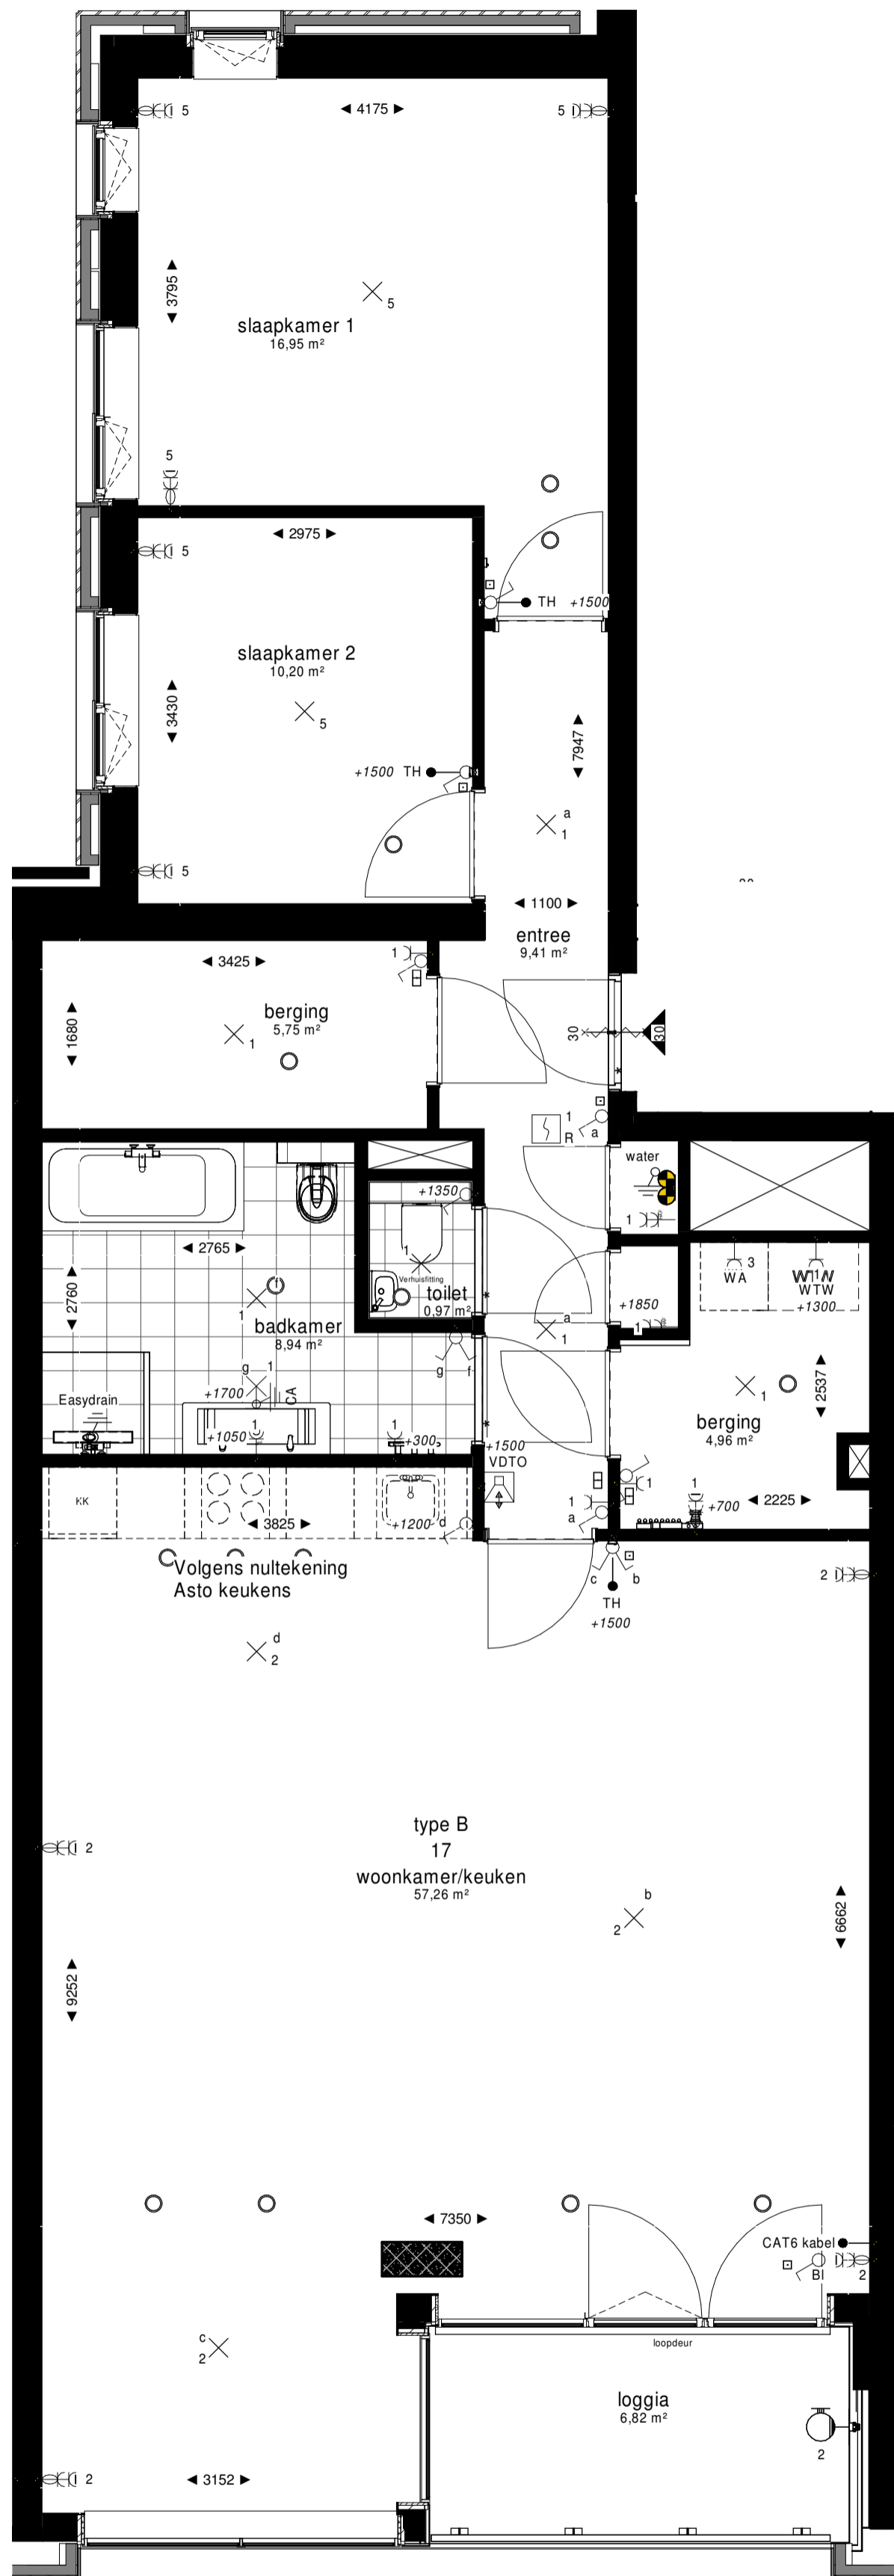 5
4175
5
3795
5
slaapkamer 1
16,95 m²
5
2975
5
TH +1500
slaapkamer 2
10,20 m²
3430
5
7947
+1500 TH
a
1
5
1100
entree
9,41 m²
3425
1
berging
5,75 m²
1680
1
30
30
1
R
a
water
+1350
1
2765
1
WA
3
WTW
1
WTW
+1300
2760
Verhuisfitting
toilet
0,97 m²
+1850
1
a
1
1
badkamer
8,94 m²
g
1
+1700
CA
g
f
1
2537
Easydrain
berging
4,96 m²
+1050
1
1
+300
+1500
VDTO
1
1
+700
2225
KK
3825
+1200
d
1
a
Volgens nultekening
Asto keukens
c
b
2
TH
+1500
d
2
type B
17
woonkamer/keuken
57,26 m²
2
b
2
6662
9252
7350
CAT6 kabel
BI
2
c
2
loopdeur
loggia
6,82 m²
2
2
3152